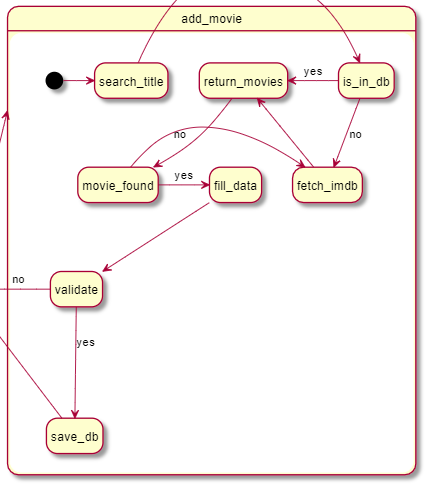 add_movie
search_title
return_movies
yes
is_in_db
no
no
movie_found
yes
fill_data
fetch_imdb
no
validate
yes
save_db